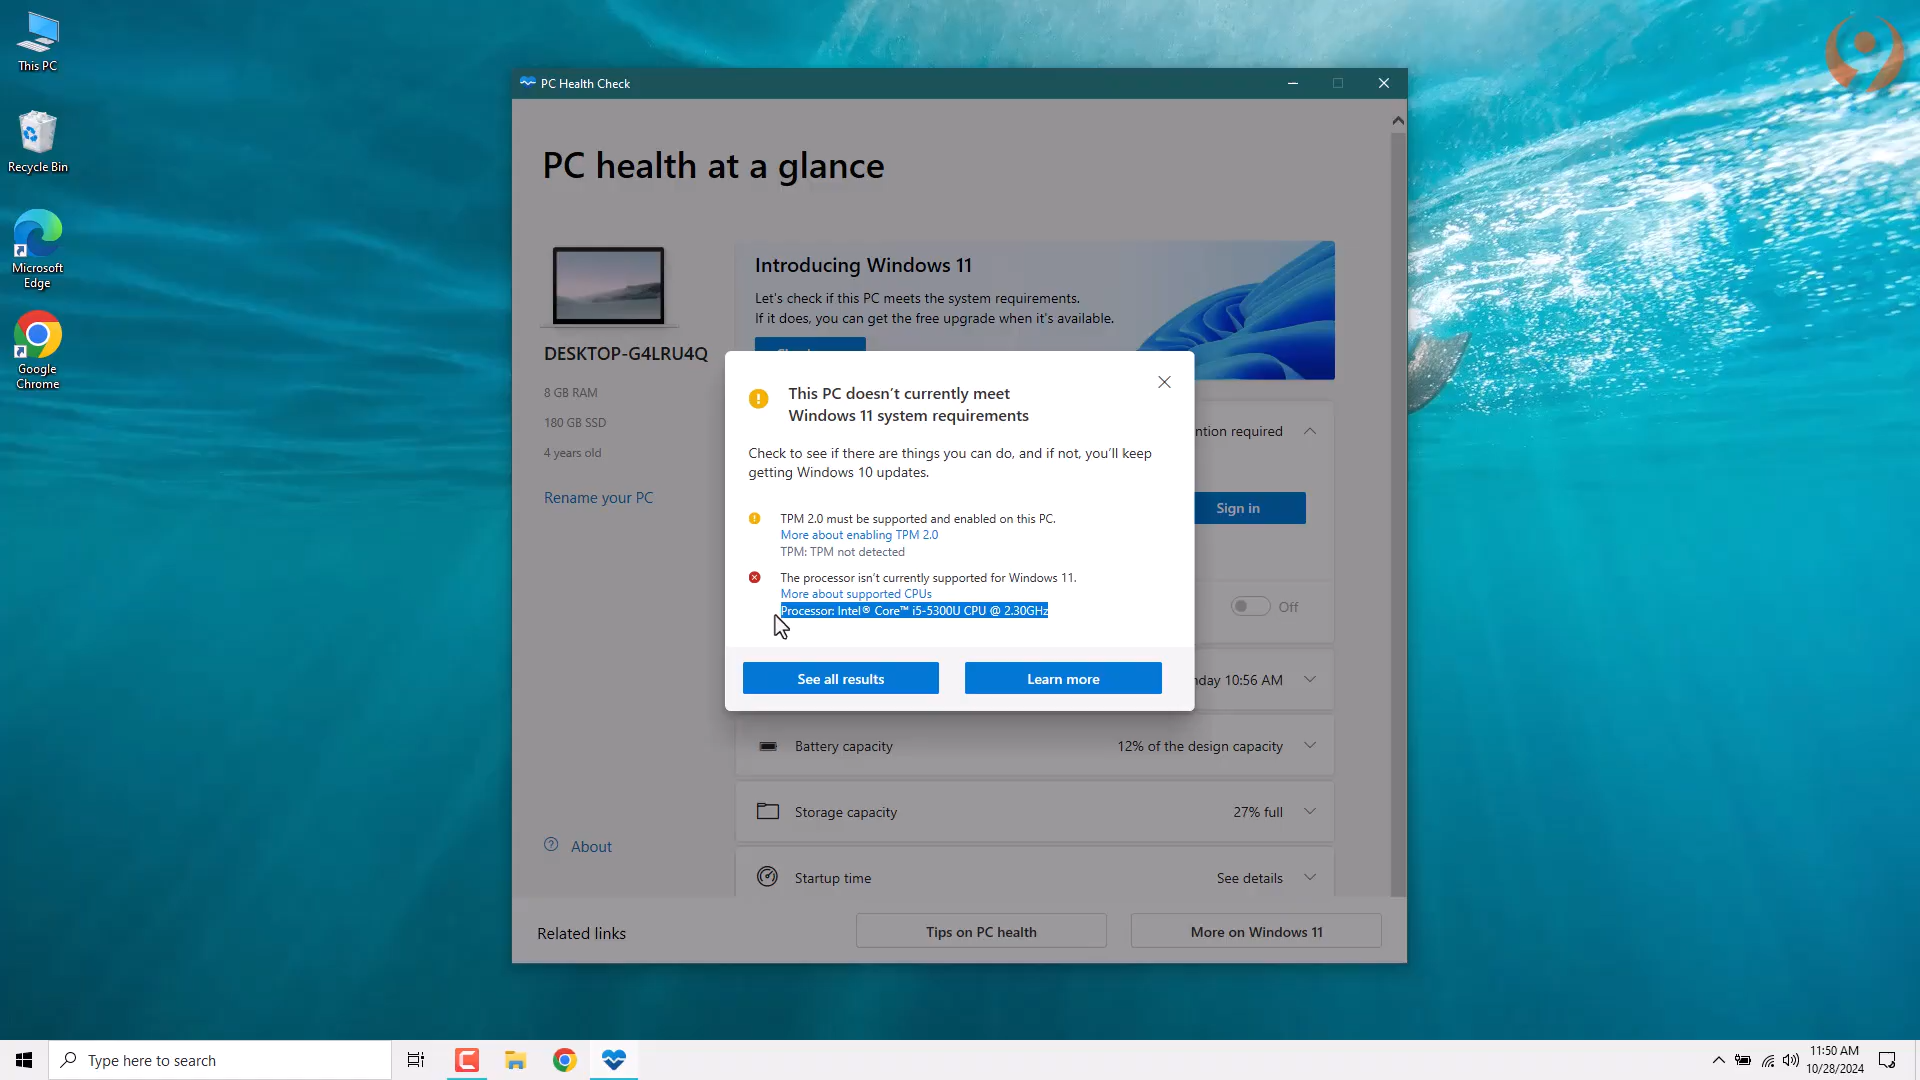 This PC
Recycle Bin
Microsoft
Edge
Google
Chrome
PC Health Check
PC health at a glance
DESKTOP-G4LRU4Q
8 GB RAM
180 GB SSD
4 years old
Rename your PC
About
Introducing Windows 11
Let's check if this PC meets the system requirements.
If it does, you can get the free upgrade when it's available.
This PC doesn't currently meet
Windows 11 system requirements
Check to see if there are things you can do, and if not, you'll keep
getting Windows 10 updates.
TPM 2.0 must be supported and enabled on this PC.
More about enabling TPM 2.0
TPM: TPM not detected
The processor isn't currently supported for Windows 11.
More about supported CPUs
Processor: Intel® Core™ i5-5300U CPU @ 2.30GHz
See all results
Learn more
required
Sign in
Off
10:56 AM
Battery capacity
12% of the design capacity
Storage capacity
27% full
Startup time
See details
Related links
Tips on PC health
More on Windows 11
Type here to search
11:50 AM
10/28/2024